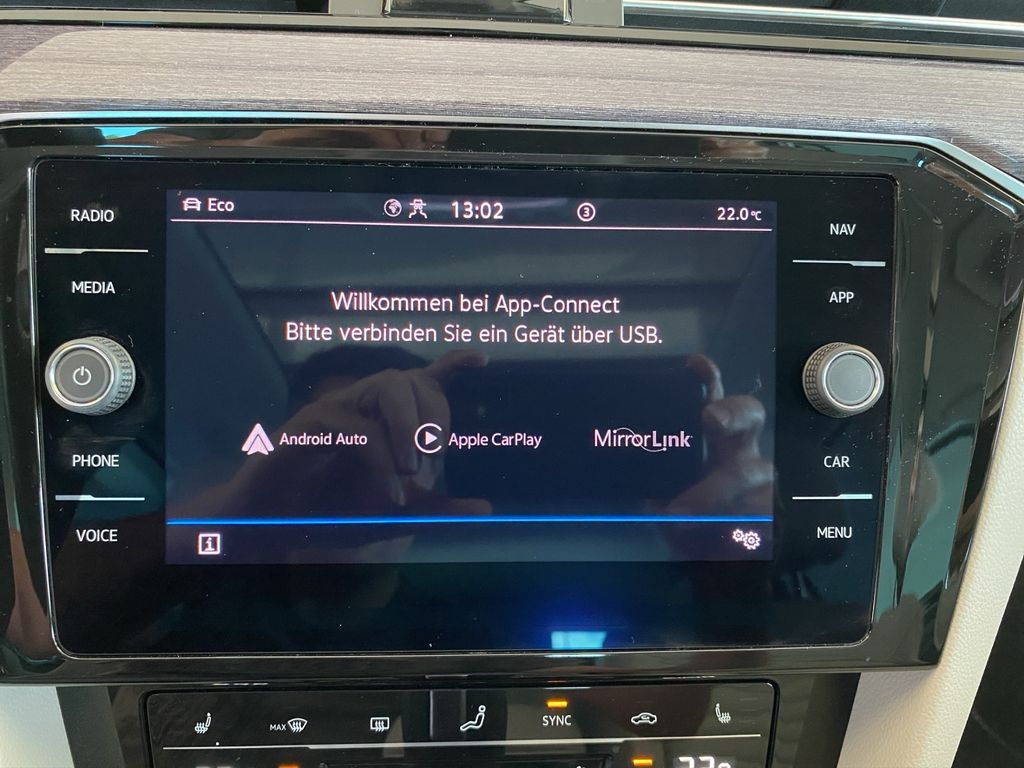 RADIO
MEDIA
PHONE
VOICE
Eco
13:02
3
22.0°C
Willkommen bei App-Connect
Bitte verbinden Sie ein Gerät über USB.
Android Auto
Apple CarPlay
MirrorLink
i
NAV
APP
CAR
MENU
MAX
SYNC